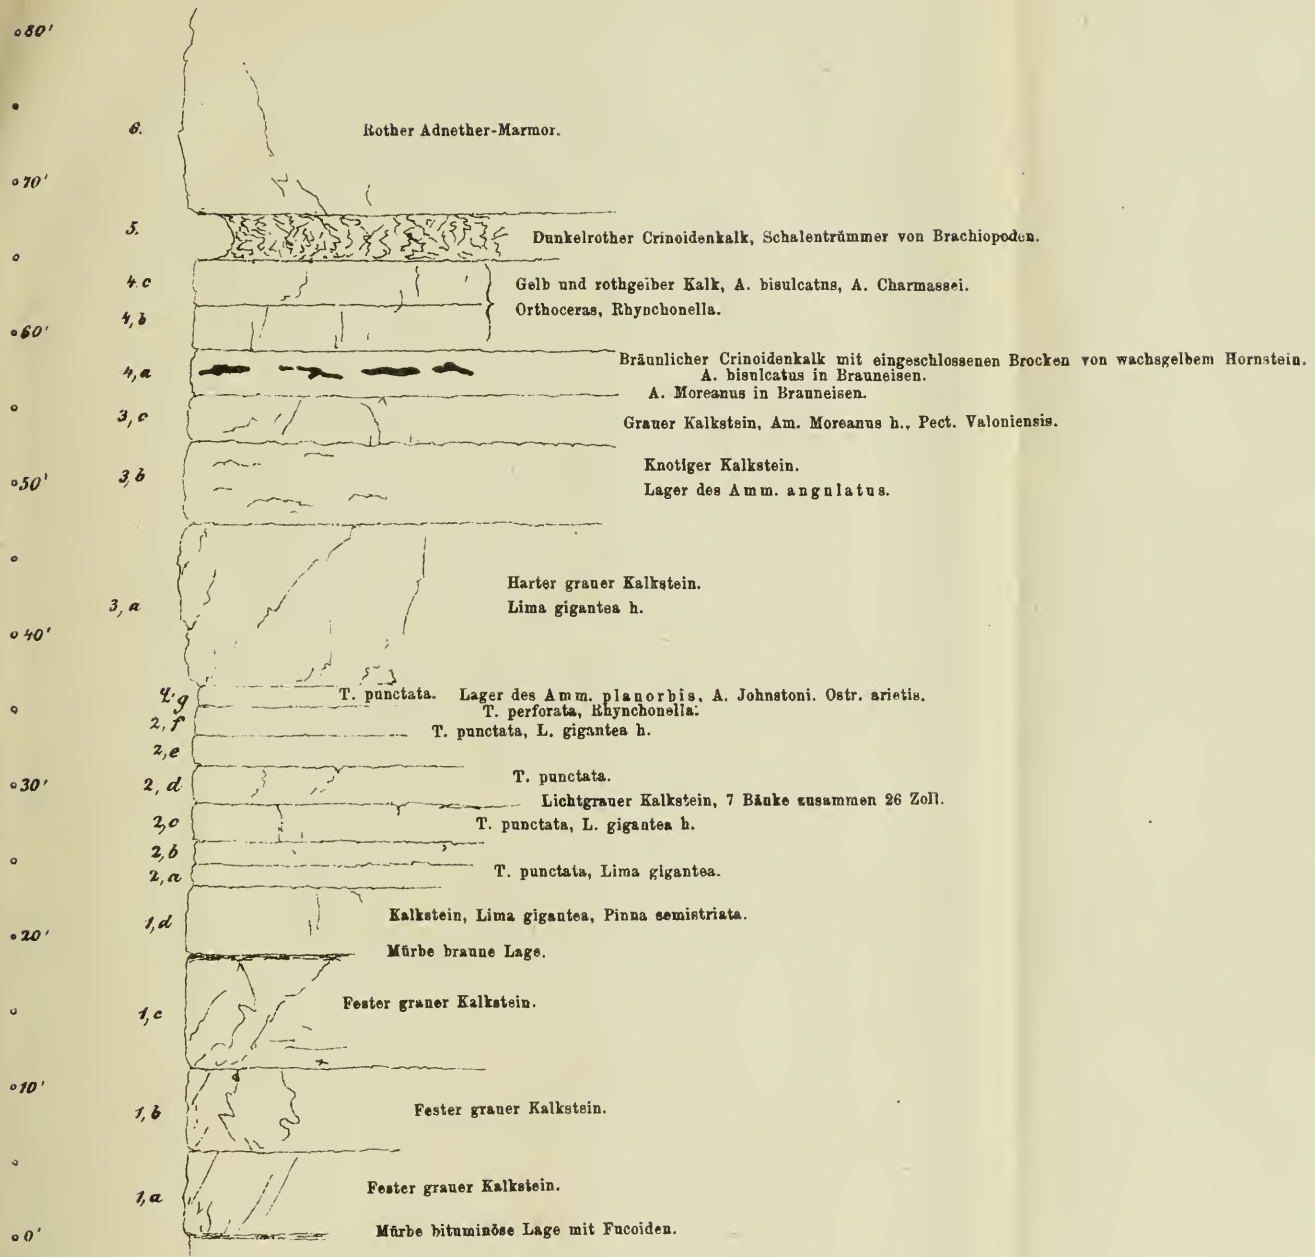 80'
6.
Rother Adnether-Marmor.
70'
5.
Dunkelrother Crinoidenkalk, Schalentrümmer von Brachiopoden.
4.c
Gelb und rothgelber Kalk, A. bisulcatus, A. Charmassei.
4,b
Orthoceras, Rhynchonella.
60'
4,a
Bräunlicher Crinoidenkalk mit eingeschlossenen Brocken von wachsgelbem Hornstein.
A. bisulcatus in Brauneisen.
A. Moreanus in Brauneisen.
3,c
Grauer Kalkstein, Am. Moreanus h., Pect. Valoniensis.
3,b
Knotiger Kalkstein.
50'
Lager des Amm. angulatus.
Harter grauer Kalkstein.
3,a
Lima gigantea h.
40'
2.g
T. punctata. Lager des Amm. planorbis, A. Johnstoni. Ostr. arietis.
2,f
T. perforata, Rhynchonella.
T. punctata, L. gigantea h.
2,e
30'
2,d
T. punctata.
Lichtgrauer Kalkstein, 7 Bänke zusammen 26 Zoll.
2,c
T. punctata, L. gigantea h.
2,b
2,a
T. punctata, Lima gigantea.
1,d
Kalkstein, Lima gigantea, Pinna semistriata.
20'
Mürbe braune Lage.
1,c
Fester grauer Kalkstein.
10'
1,b
Fester grauer Kalkstein.
1,a
Fester grauer Kalkstein.
0'
Mürbe bituminöse Lage mit Fucoiden.